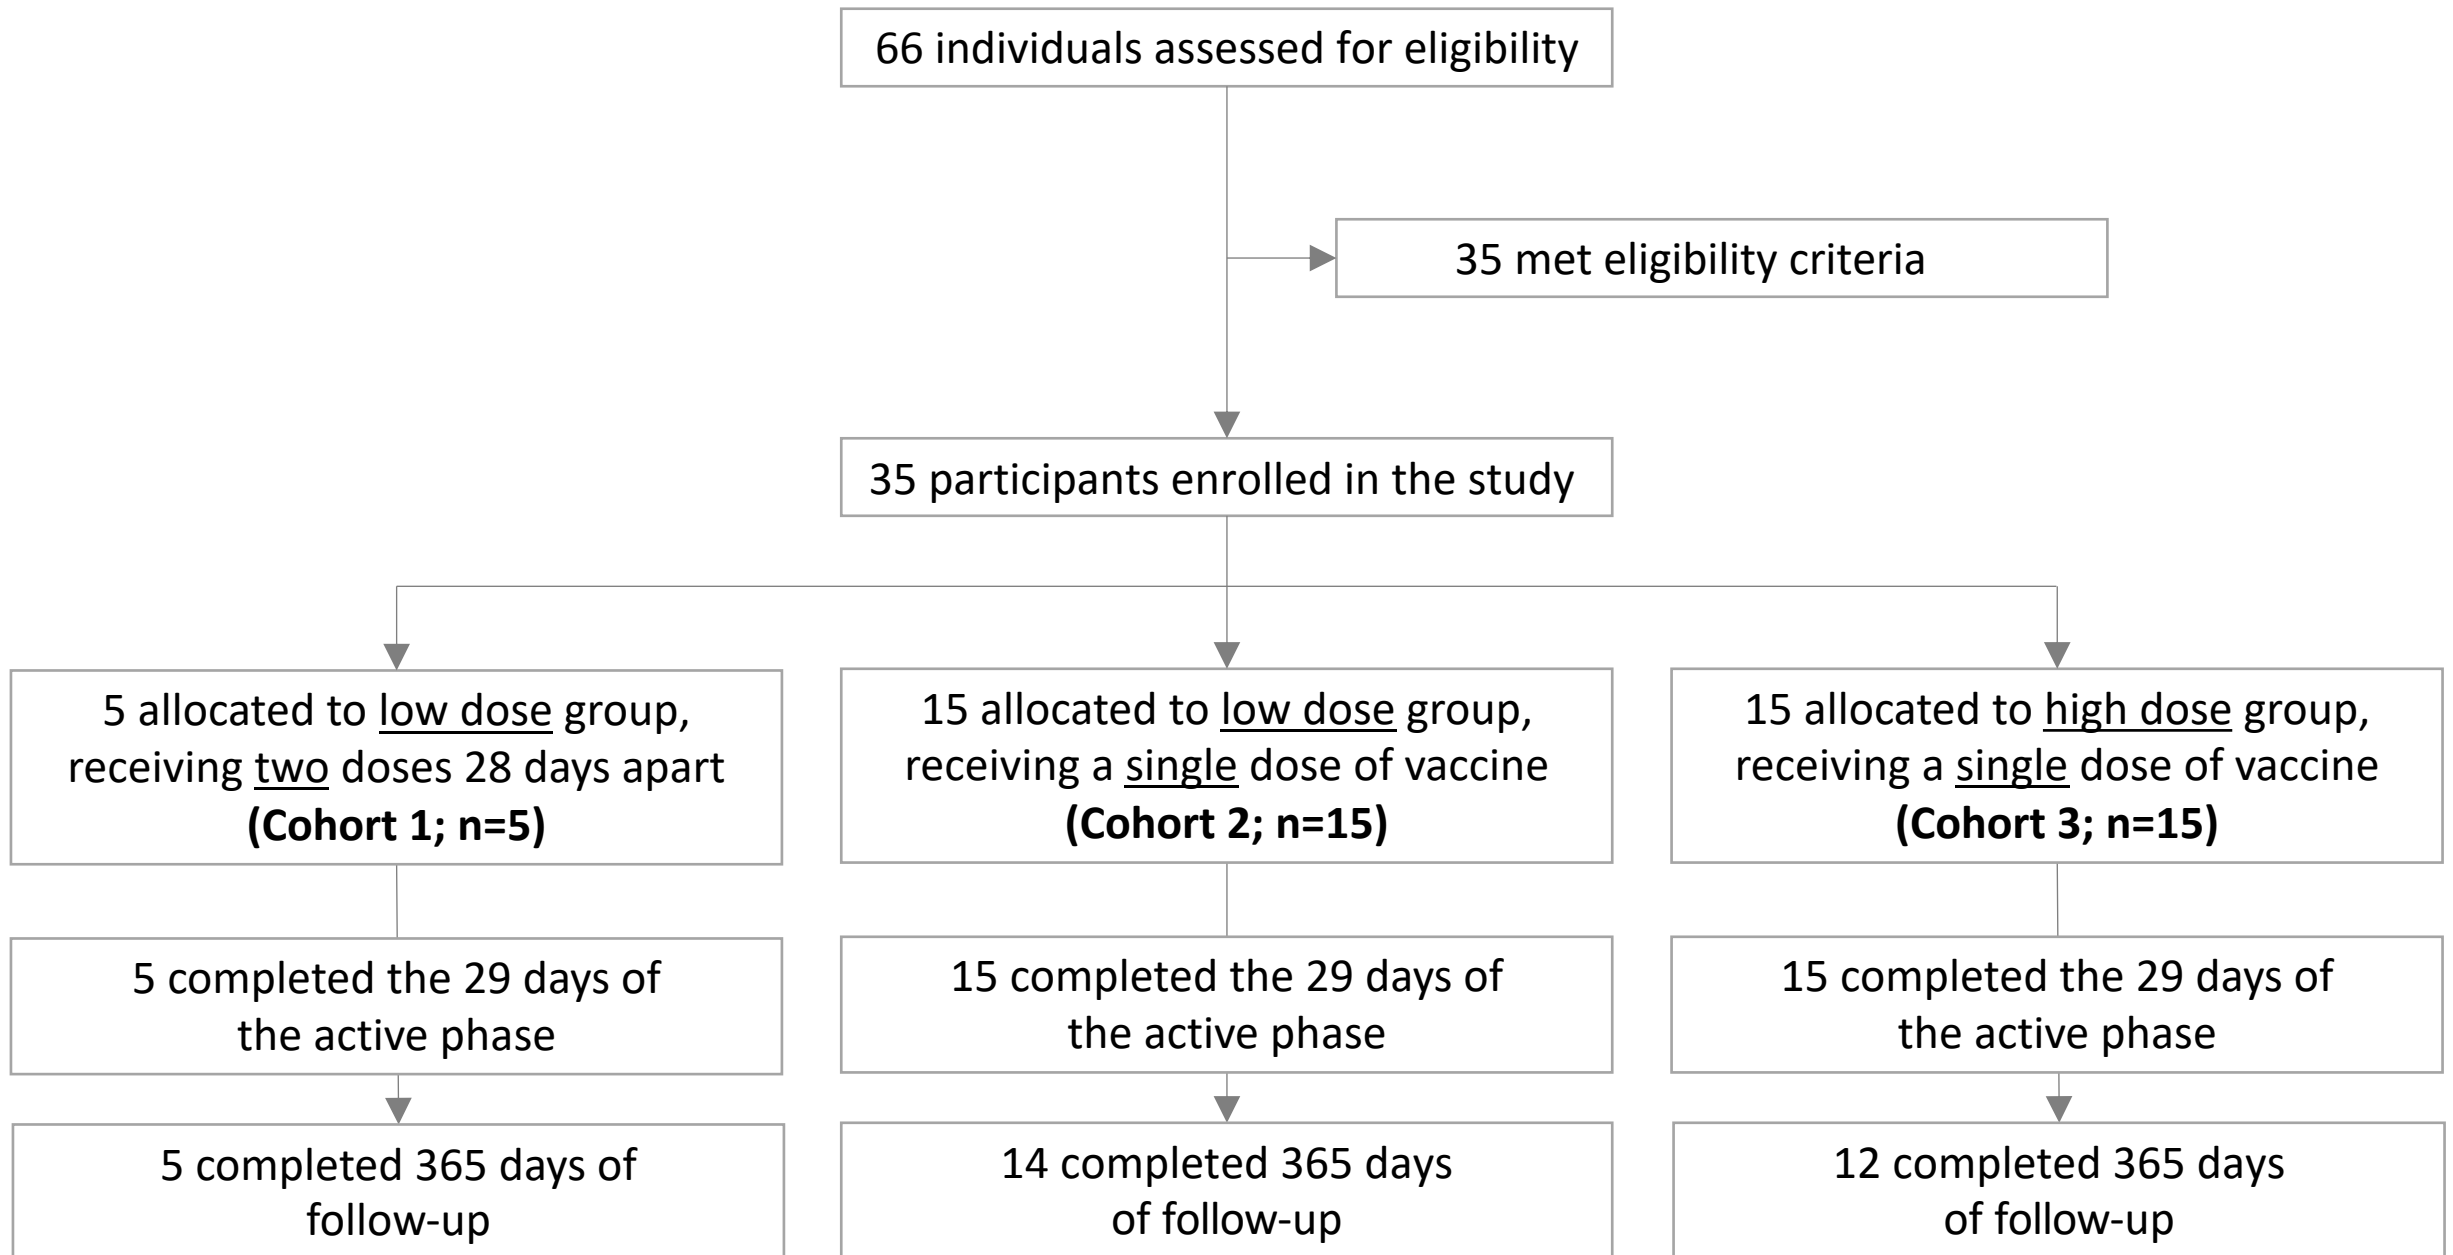 66 individuals assessed for eligibility
35 met eligibility criteria
35 participants enrolled in the study
5 allocated to low dose group,
receiving two doses 28 days apart
(Cohort 1; n=5)
15 allocated to low dose group,
receiving a single dose of vaccine
(Cohort 2; n=15)
15 allocated to high dose group,
receiving a single dose of vaccine
(Cohort 3; n=15)
5 completed the 29 days of
the active phase
15 completed the 29 days of
the active phase
15 completed the 29 days of
the active phase
5 completed 365 days of
follow-up
14 completed 365 days
of follow-up
12 completed 365 days
of follow-up